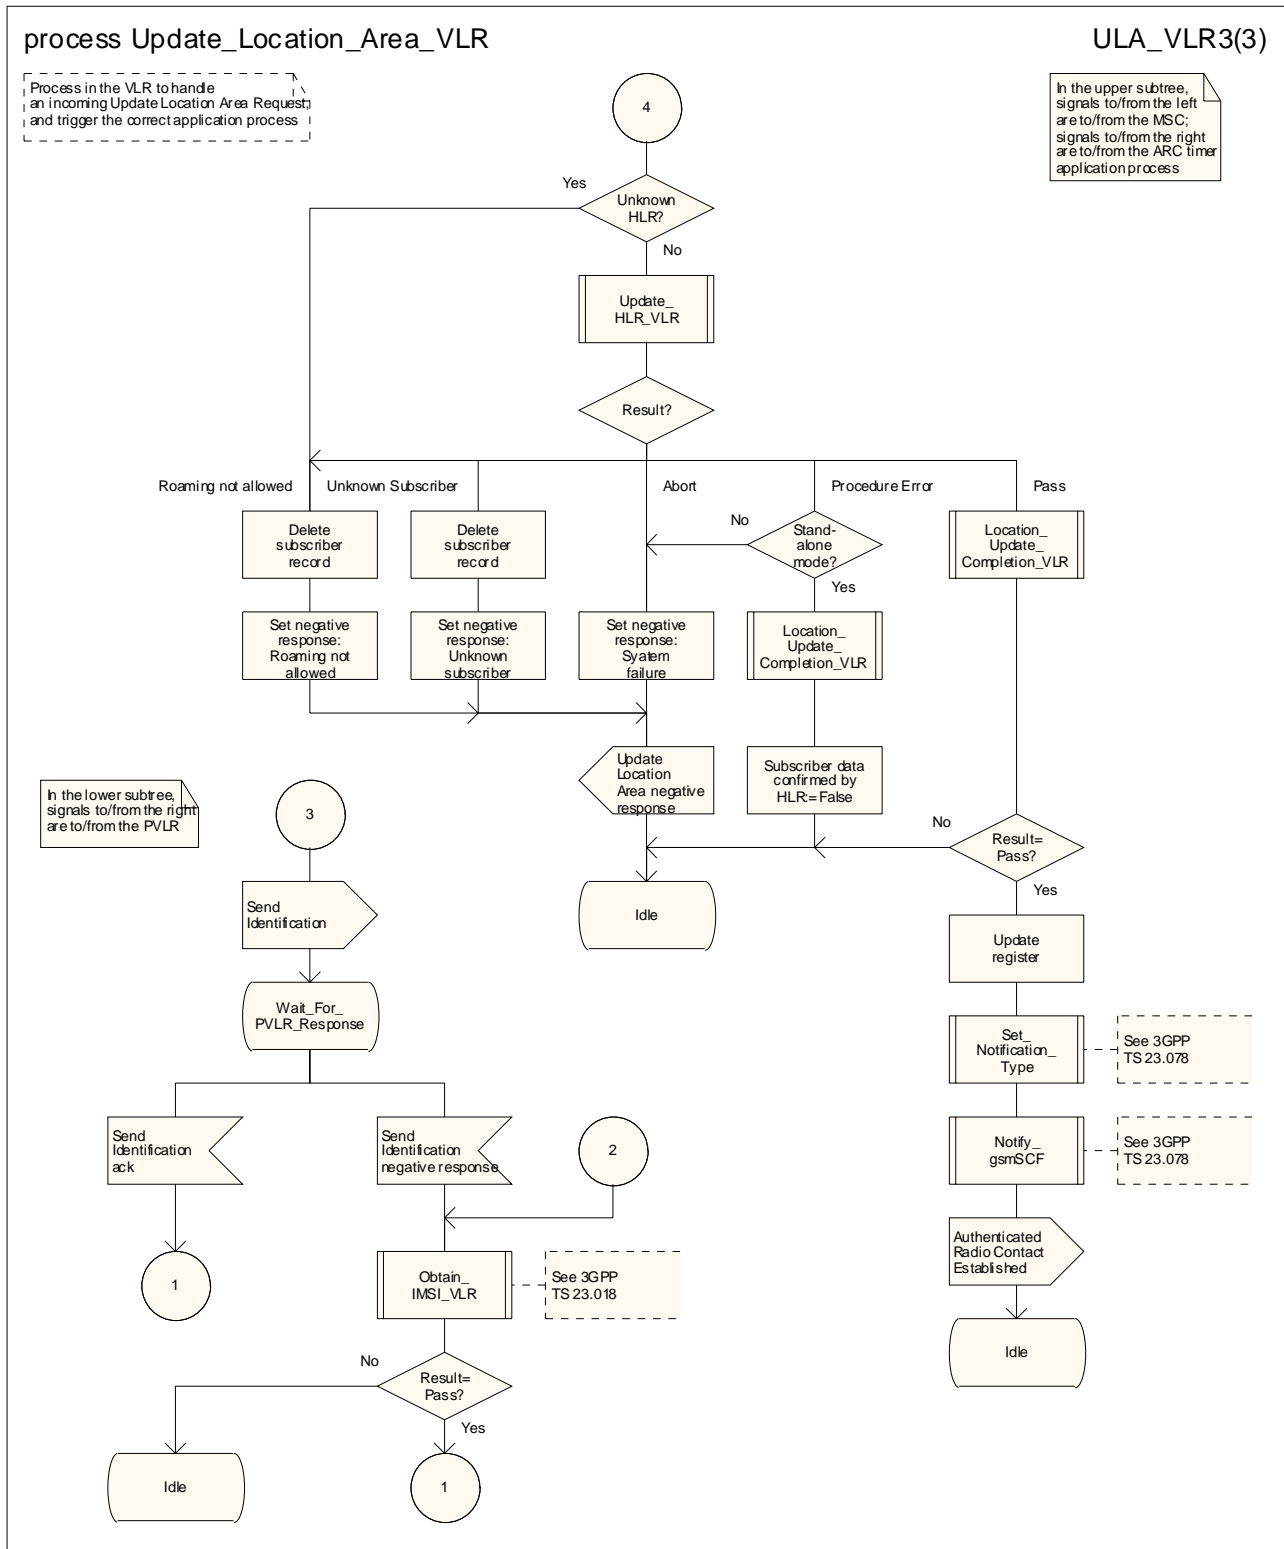 process Update_Location_Area_VLR
ULA_VLR3(3)
Process in the VLR to handle
an incoming Update Location Area Request;
and trigger the correct application process
4
In the upper subtree,
signals to/from the left
are to/from the MSC;
signals to/from the right
are to/from the ARC timer
application process
Yes
Unknown
HLR?
No
Update_
HLR_VLR
Result?
Roaming not allowed
Unknown Subscriber
Abort
Procedure Error
Pass
Delete
subscriber
record
Delete
subscriber
record
No
Stand-
alone
mode?
Yes
Location_
Update_
Completion_VLR
Set negative
response:
Roaming not
allowed
Set negative
response:
Unknown
subscriber
Set negative
response:
Syatem
failure
Location_
Update_
Completion_VLR
Update
Location
Area negative
response
Subscriber data
confirmed by
HLR:=False
In the lower subtree,
signals to/from the right
are to/from the PVLR
3
No
Result=
Pass?
Yes
Send
Identification
Idle
Update
register
Wait_For_
PVLR_Response
Set_
Notification_
Type
See 3GPP
TS 23.078
Send
Identification
ack
Send
Identification
negative response
2
Notify_
gsmSCF
See 3GPP
TS 23.078
1
Obtain_
IMSI_VLR
See 3GPP
TS 23.018
Authenticated
Radio Contact
Established
No
Result=
Pass?
Yes
Idle
Idle
1